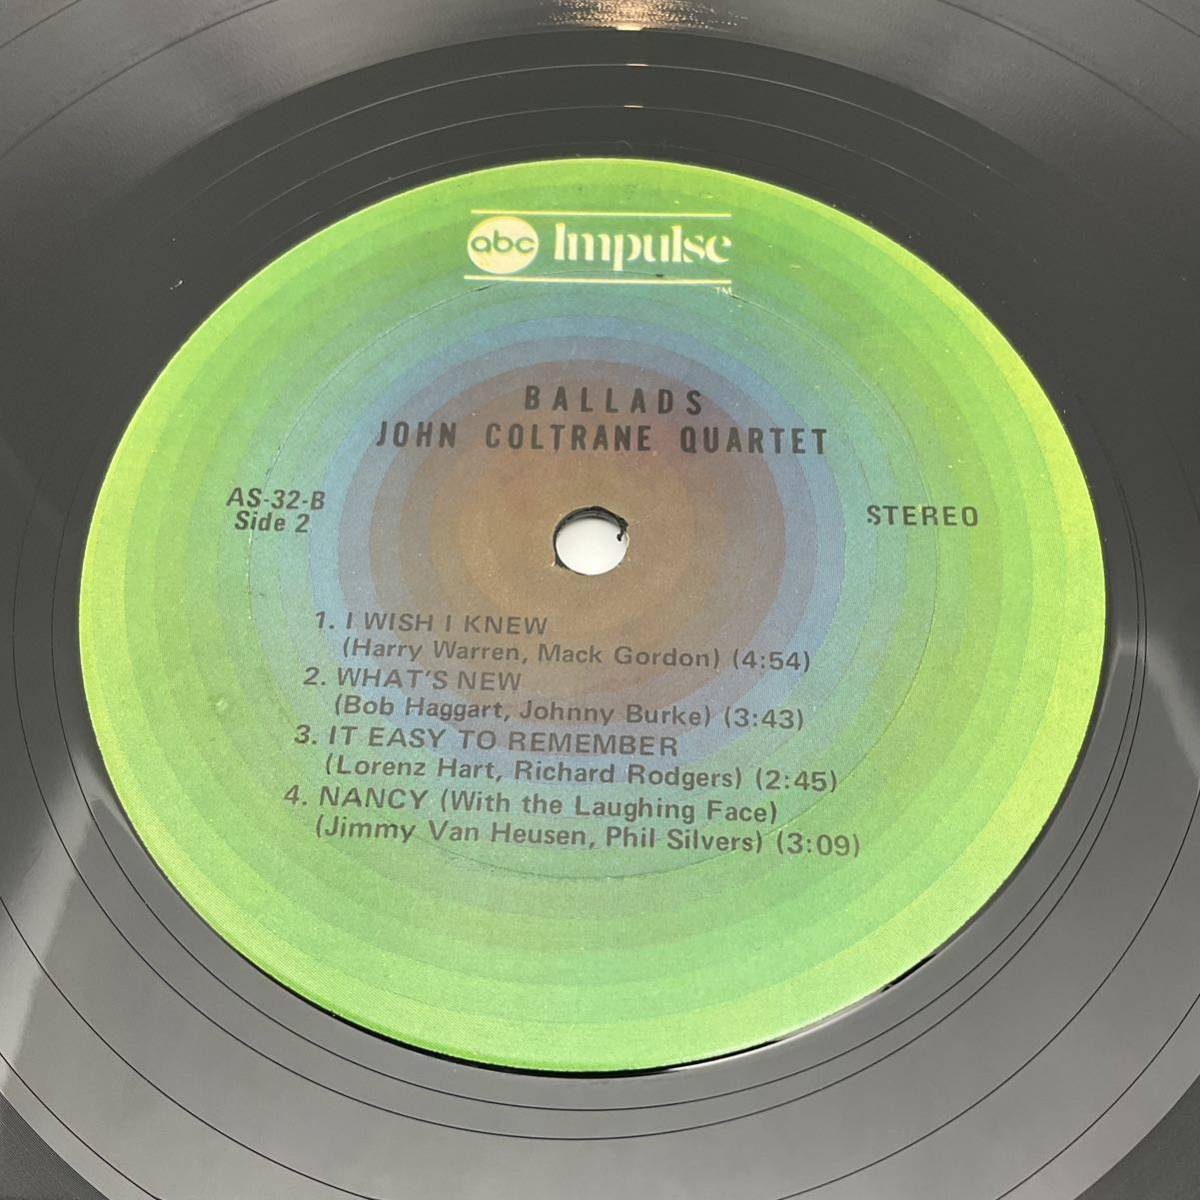 abc Impulse
TM
BALLADS
JOHN COLTRANE QUARTET
AS-32-B
Side 2
STEREO
1. I WISH I KNEW
(Harry Warren, Mack Gordon) (4:54)
2. WHAT'S NEW
(Bob Haggart, Johnny Burke) (3:43)
3. IT EASY TO REMEMBER
(Lorenz Hart, Richard Rodgers) (2:45)
4. NANCY (With the Laughing Face)
(Jimmy Van Heusen, Phil Silvers) (3:09)